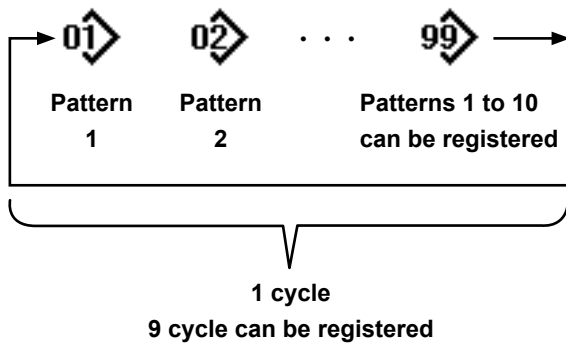 01 02 · · · 99
Pattern
1
Pattern
2
Patterns 1 to 10
can be registered
1 cycle
9 cycle can be registered